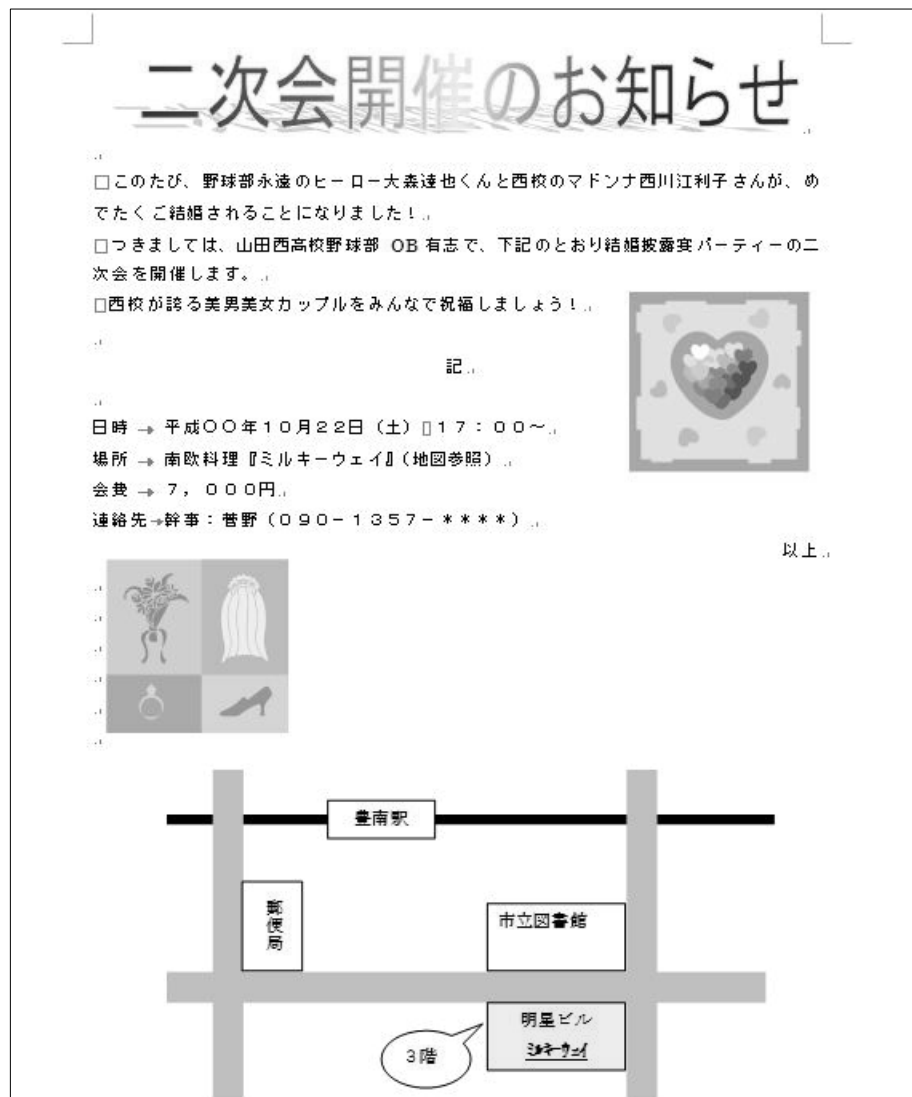 二次会開催のお知らせ
□このたび、野球部永遠のヒーロー大森達也くんと西校のマドンナ西川江利子さんが、め
でたくご結婚されることになりました！
□つきましては、山田西高校野球部 OB 有志で、下記のとおり結婚披露宴パーティーの二
次会を開催します。
□西校が誇る美男美女カップルをみんなで祝福しましょう！
記
日時 → 平成〇〇年１０月２２日（土）□１７：００～
場所 → 南欧料理『ミルキーウェイ』（地図参照）
会費 → ７，０００円
連絡先→幹事：菅野（０９０－１３５７－＊＊＊＊）
以上
豊南駅
郵便局
市立図書館
明星ビル
ミルキーウェイ
３階